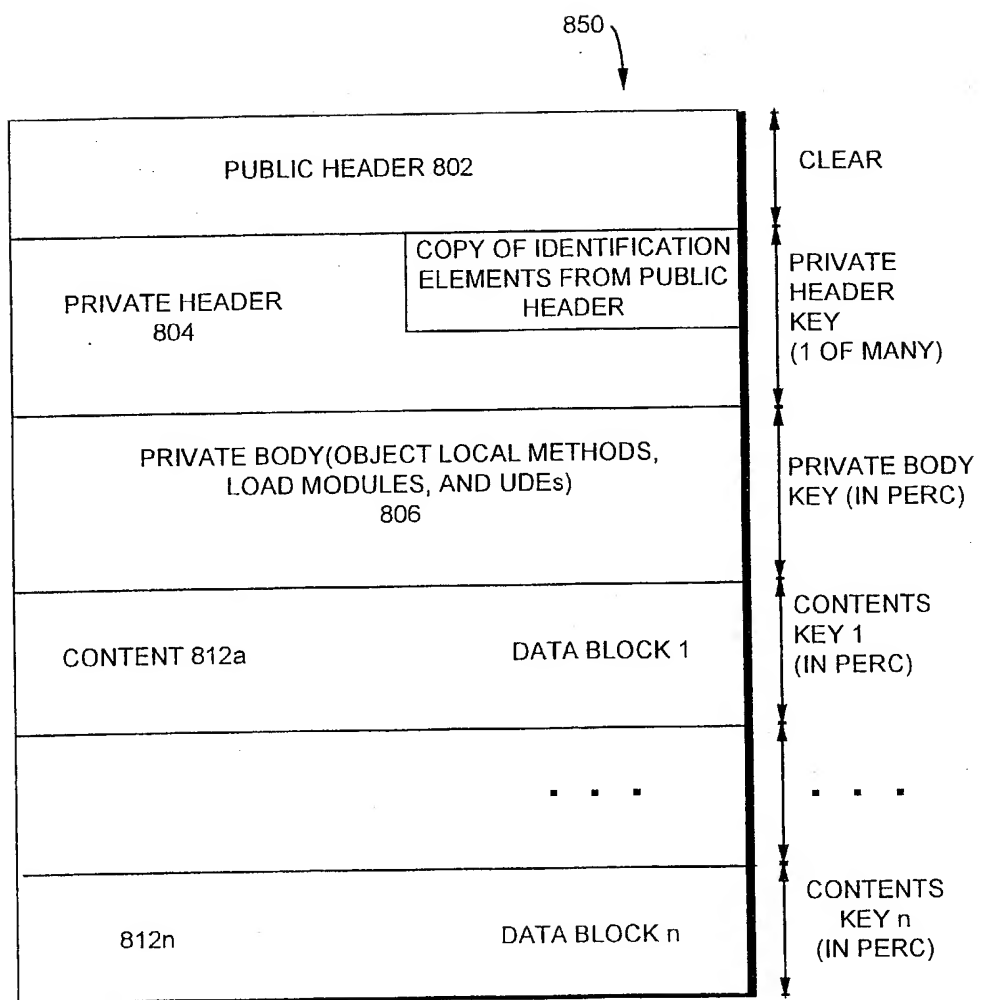 850
PUBLIC HEADER 802
CLEAR
PRIVATE HEADER
804
COPY OF IDENTIFICATION
ELEMENTS FROM PUBLIC
HEADER
PRIVATE
HEADER
KEY
(1 OF MANY)
PRIVATE BODY(OBJECT LOCAL METHODS,
LOAD MODULES, AND UDEs)
806
PRIVATE BODY
KEY (IN PERC)
CONTENT 812a
DATA BLOCK 1
CONTENTS
KEY 1
(IN PERC)
. . .
. . .
812n
DATA BLOCK n
CONTENTS
KEY n
(IN PERC)